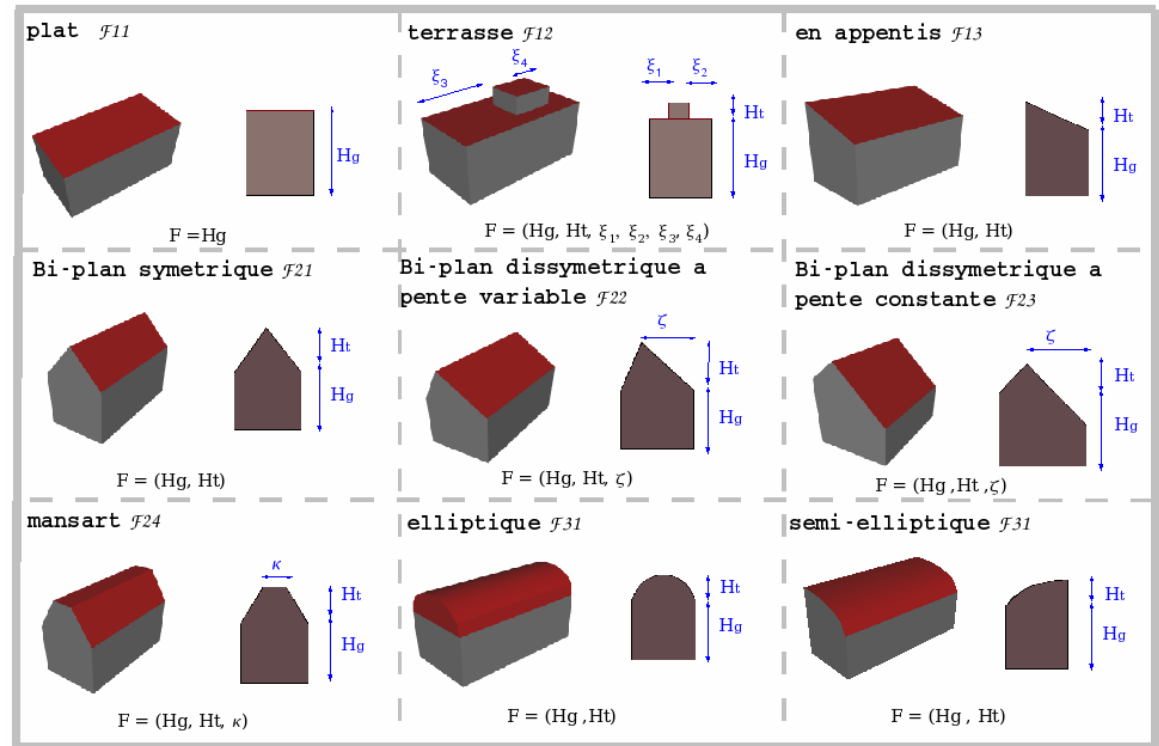 plat F11
Hg
F =Hg
terrasse F12
ξ3
ξ4
ξ1
ξ2
Ht
Hg
F = (Hg, Ht, ξ1, ξ2, ξ3, ξ4)
en appentis F13
Ht
Hg
F = (Hg, Ht)
Bi-plan symetrique F21
Ht
Hg
F = (Hg, Ht)
Bi-plan dissymetrique a
pente variable F22
ζ
Ht
Hg
F = (Hg, Ht, ζ)
Bi-plan dissymetrique a
pente constante F23
ζ
Ht
Hg
F = (Hg ,Ht ,ζ)
mansart F24
κ
Ht
Hg
F = (Hg, Ht, κ)
elliptique F31
Ht
Hg
F = (Hg ,Ht)
semi-elliptique F31
Ht
Hg
F = (Hg , Ht)